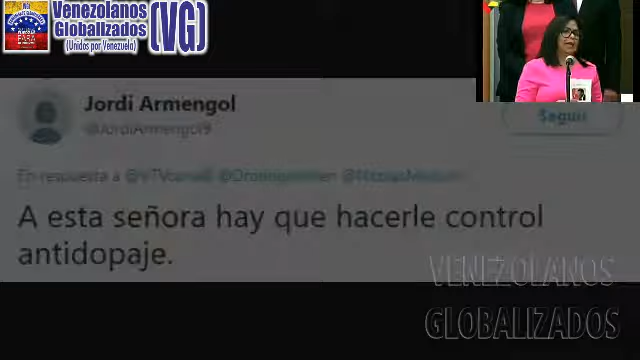 Venezolanos
Globalizados
(Unidos por Venezuela)
(VG)
Jordi Armengol
@JordiArmengol9
Seguir
En respuesta a
A esta señora hay que hacerle control
antidopaje.
VENEZOLANOS
GLOBALIZADOS